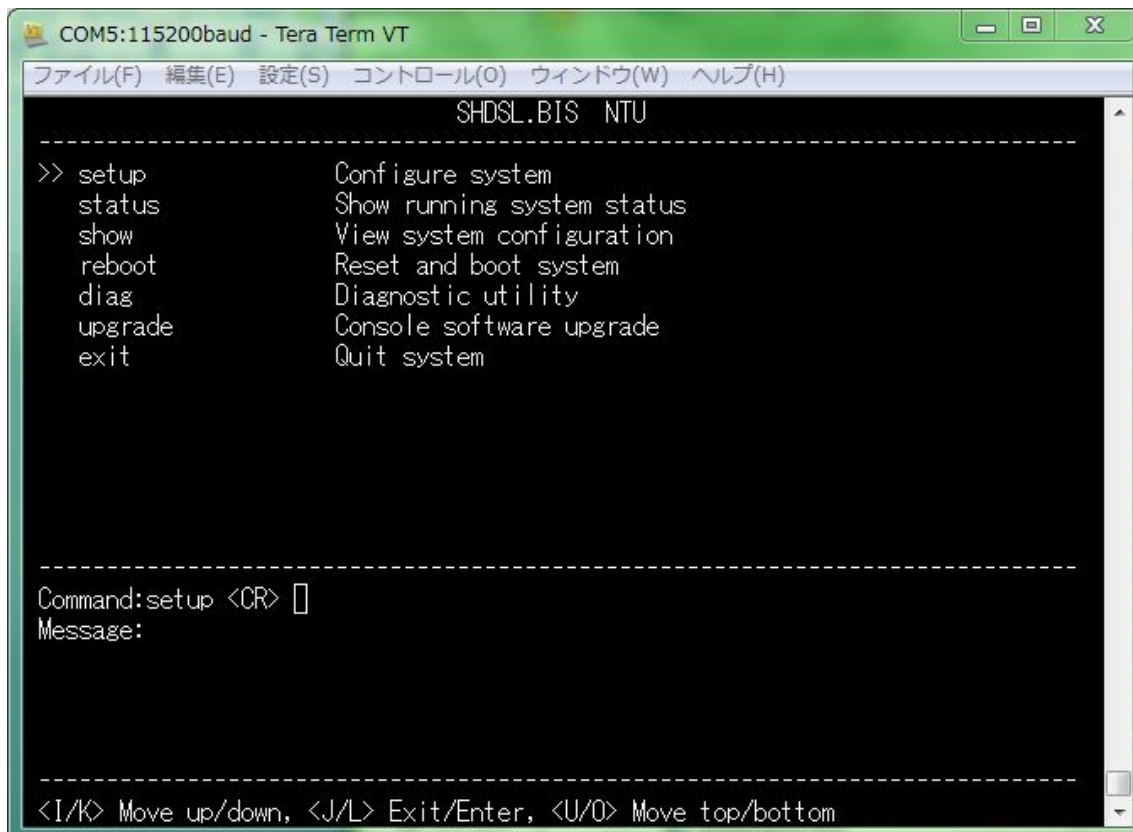 COM5:115200baud - Tera Term VT
ファイル(F) 編集(E) 設定(S) コントロール(O) ウィンドウ(W) ヘルプ(H)
SHDSL.BIS NTU
--------------------------------------------------------------------------------
>> setup Configure system
status Show running system status
show View system configuration
reboot Reset and boot system
diag Diagnostic utility
upgrade Console software upgrade
exit Quit system
--------------------------------------------------------------------------------
Command:setup <CR>
Message:
--------------------------------------------------------------------------------
<I/K> Move up/down, <J/L> Exit/Enter, <U/O> Move top/bottom